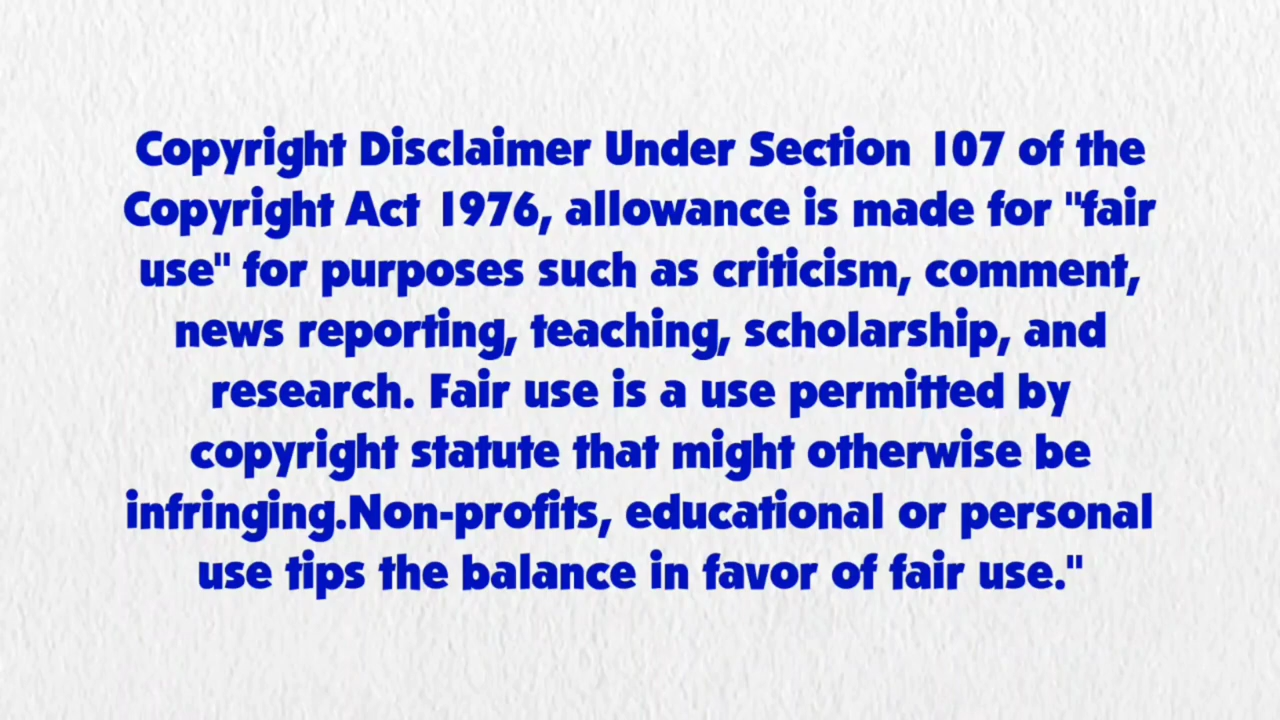 Copyright Disclaimer Under Section 107 of the
Copyright Act 1976, allowance is made for "fair
use" for purposes such as criticism, comment,
news reporting, teaching, scholarship, and
research. Fair use is a use permitted by
copyright statute that might otherwise be
infringing.Non-profits, educational or personal
use tips the balance in favor of fair use."